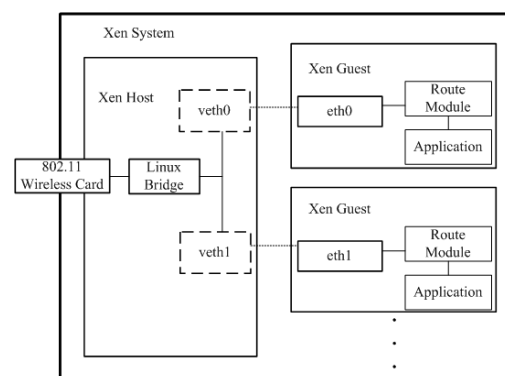 Xen System
Xen Host
veth0
802.11
Wireless Card
Linux
Bridge
veth1
Xen Guest
eth0
Route
Module
Application
Xen Guest
eth1
Route
Module
Application